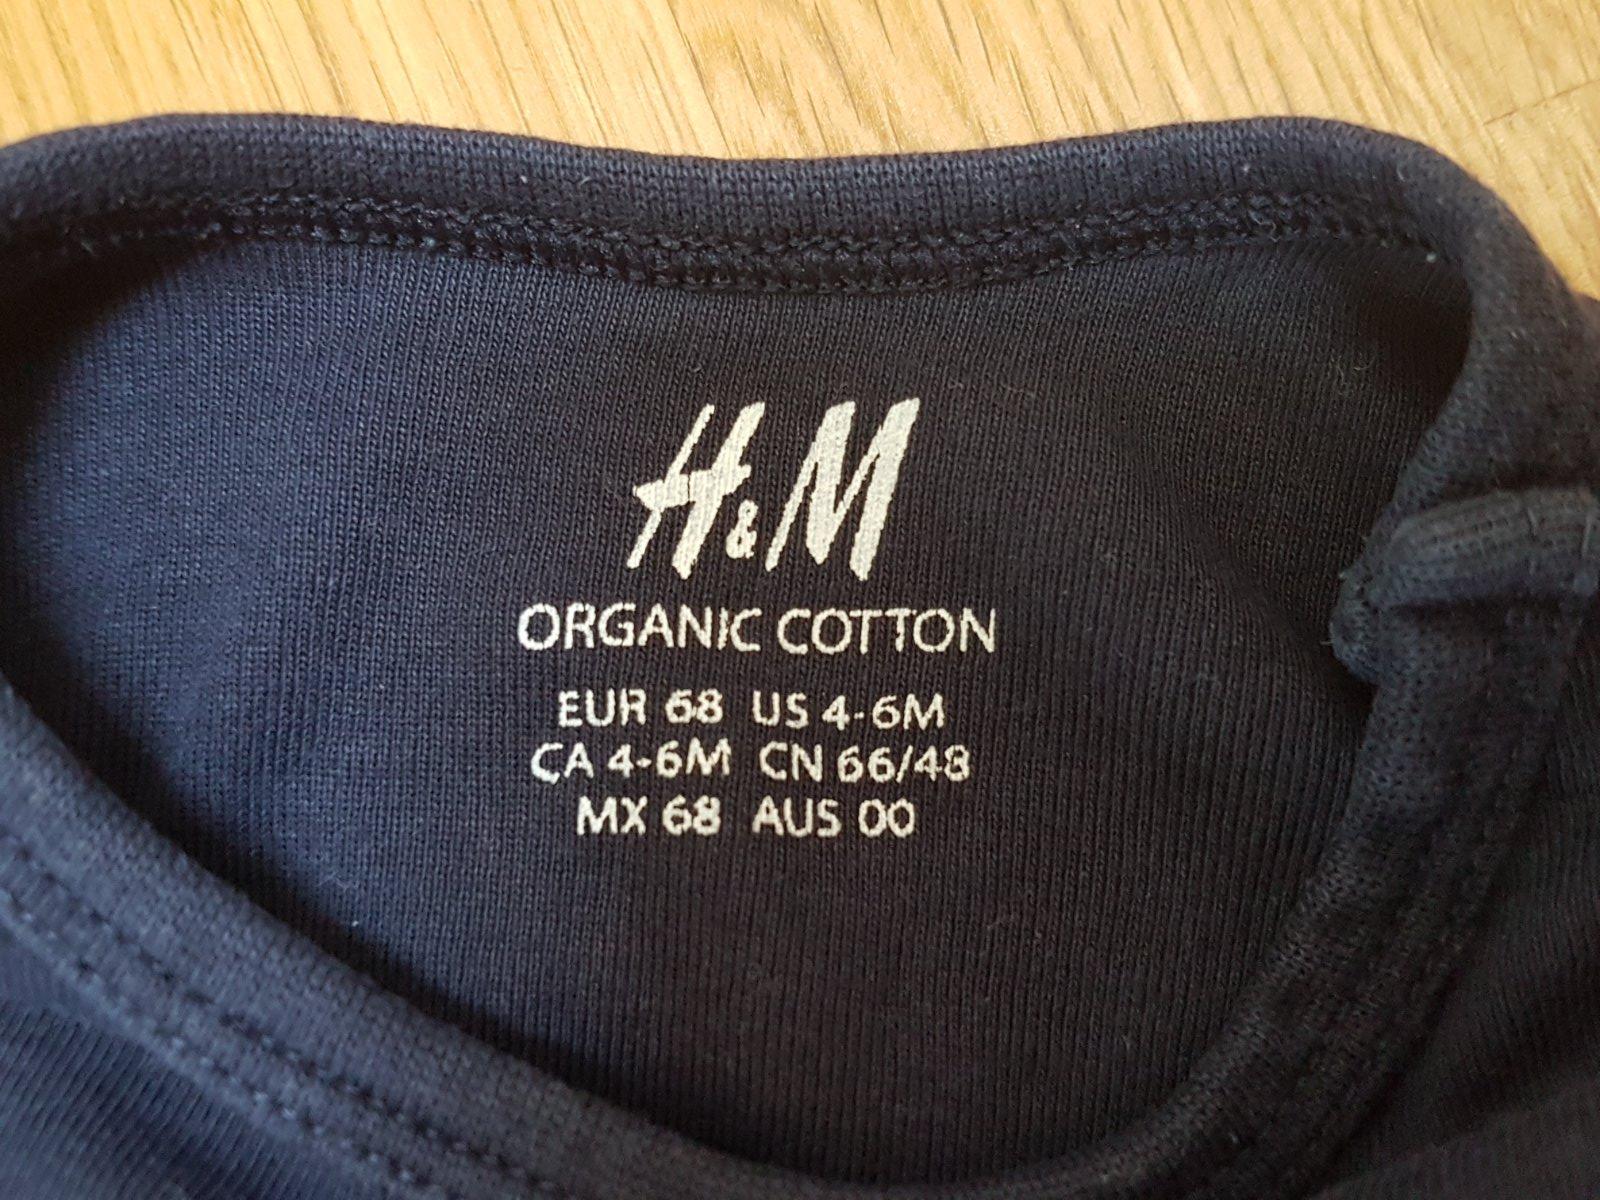 H&M
ORGANIC COTTON
EUR 68 US 4-6M
CA 4-6M CN 66/48
MX 68 AUS 00